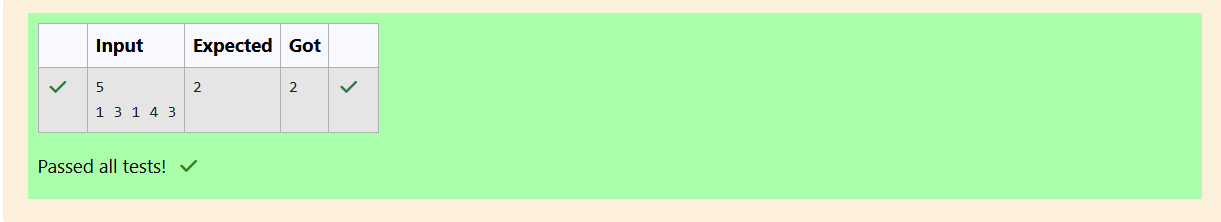 Input Expected Got
5 2 2
1 3 1 4 3
Passed all tests!